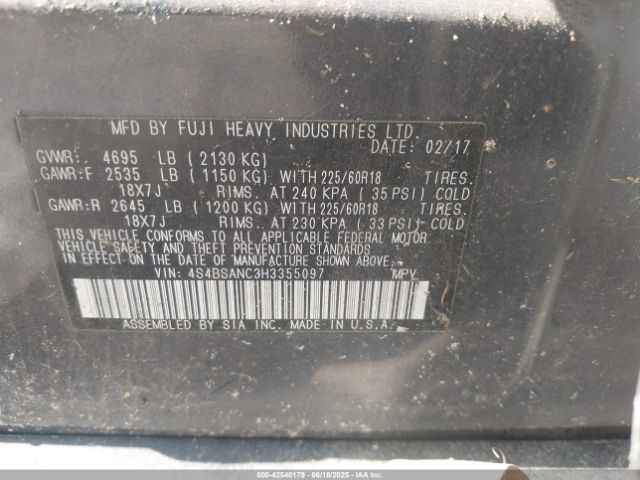 MFD BY FUJI HEAVY INDUSTRIES LTD.
DATE: 02/17
GVWR: 4695 LB (2130 KG)
GAWR:F 2535 LB (1150 KG) WITH 225/60R18 TIRES.
18X7J RIMS. AT 240 KPA (35 PSI) COLD
GAWR:R 2645 LB (1200 KG) WITH 225/60R18 TIRES.
18X7J RIMS. AT 230 KPA (33 PSI) COLD
THIS VEHICLE CONFORMS TO ALL APPLICABLE FEDERAL MOTOR
VEHICLE SAFETY AND THEFT PREVENTION STANDARDS
IN EFFECT ON THE DATE OF MANUFACTURE SHOWN ABOVE.
VIN: 4S4BSANC3H3355097 MPV
ASSEMBLED BY SIA INC. MADE IN U.S.A.
000-42540179 06/18/2025 - IAAI.COM